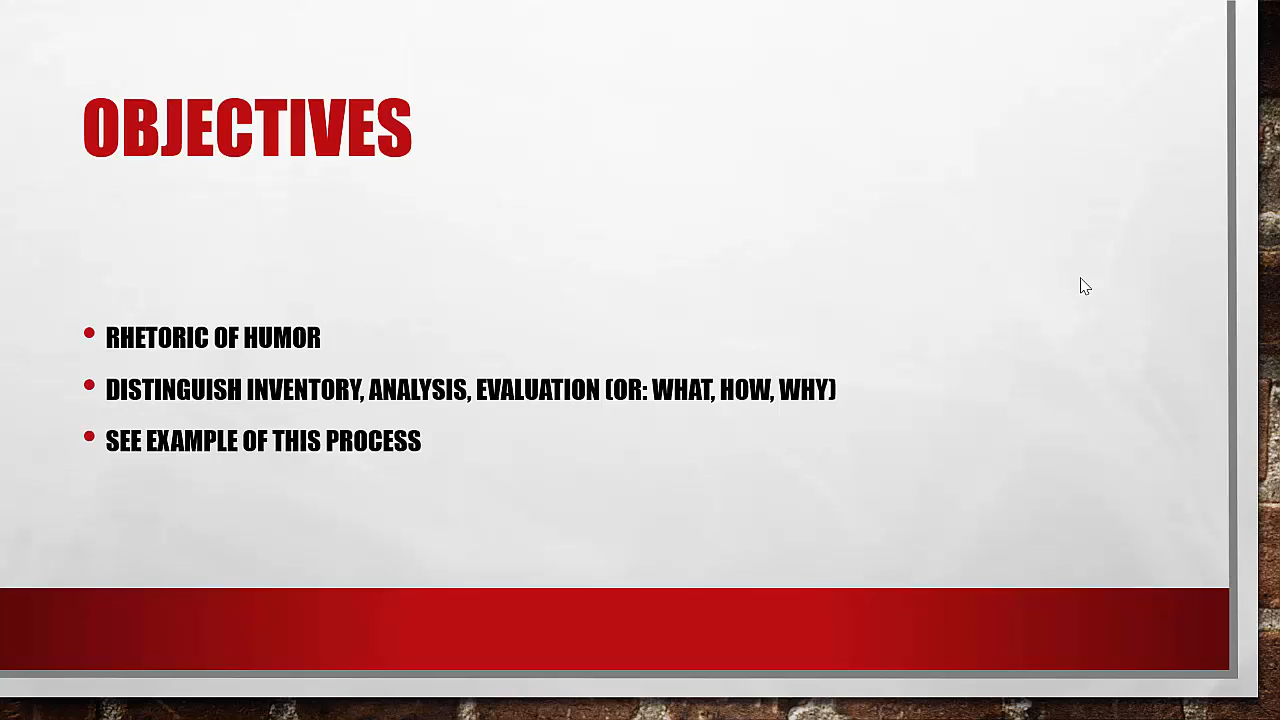 OBJECTIVES
• RHETORIC OF HUMOR
• DISTINGUISH INVENTORY, ANALYSIS, EVALUATION (OR: WHAT, HOW, WHY)
• SEE EXAMPLE OF THIS PROCESS